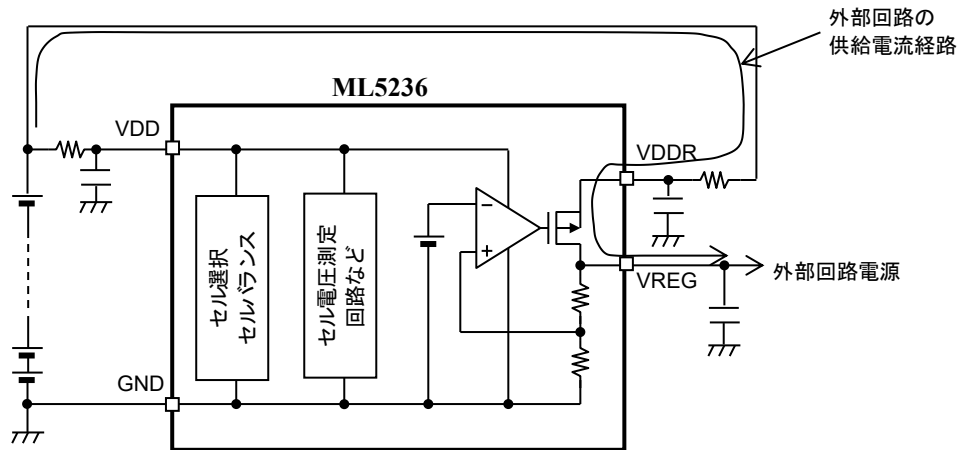 外部回路の
供給電流経路
ML5236
VDD
VDDR
セル選択
セルバランス
セル電圧測定
回路など
－
＋
VREG
外部回路電源
GND